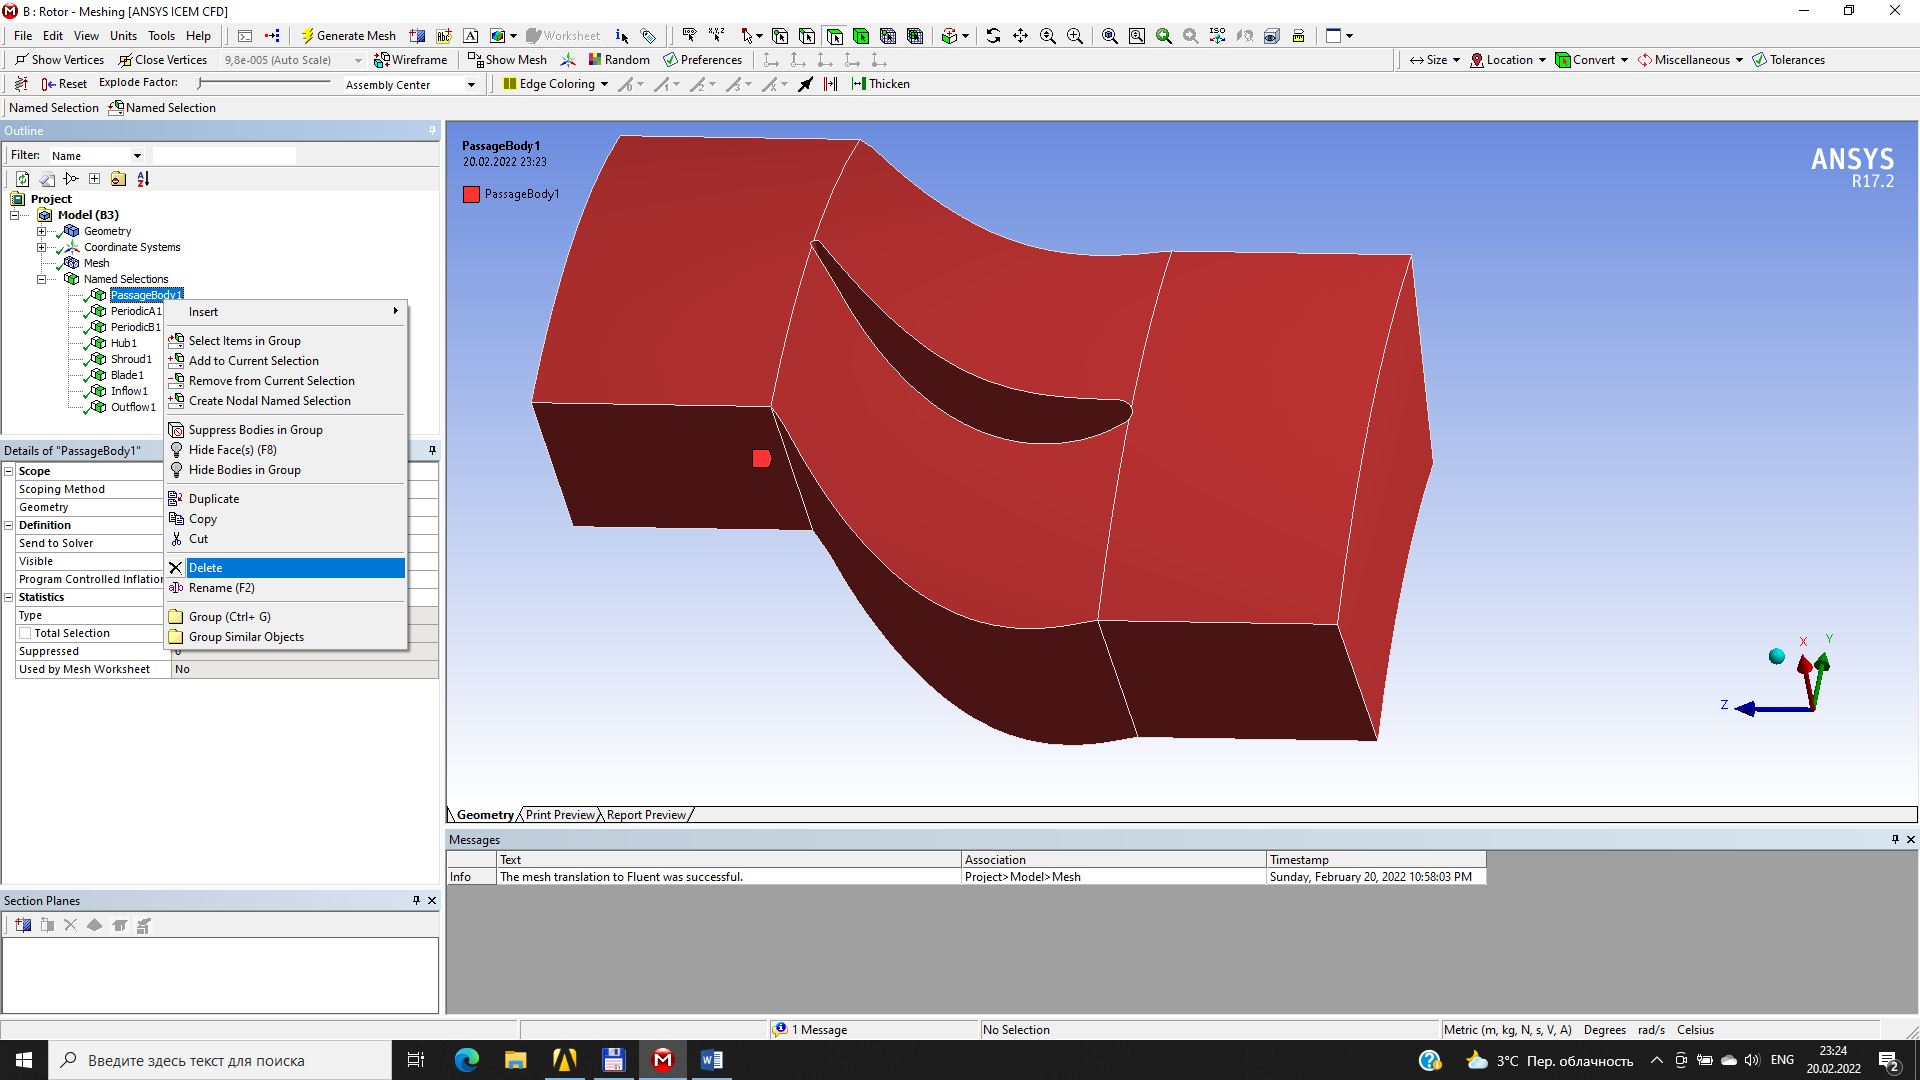 B : Rotor - Meshing [ANSYS ICEM CFD]
File Edit View Units Tools Help Generate Mesh Worksheet
Show Vertices Close Vertices 9,8e-005 (Auto Scale) Wireframe Show Mesh Random Preferences Size Location Convert Miscellaneous Tolerances
Reset Explode Factor: Assembly Center Edge Coloring Thicken
Named Selection Named Selection
Outline
Filter: Name
Project
Model (B3)
Geometry
Coordinate Systems
Mesh
Named Selections
PassageBody1
PeriodicA1
PeriodicB1
Hub1
Shroud1
Blade1
Inflow1
Outflow1
Insert
Select Items in Group
Add to Current Selection
Remove from Current Selection
Create Nodal Named Selection
Suppress Bodies in Group
Hide Face(s) (F8)
Hide Bodies in Group
Duplicate
Copy
Cut
Delete
Rename (F2)
Group (Ctrl+ G)
Group Similar Objects
Details of "PassageBody1"
Scope
Scoping Method
Geometry
Definition
Send to Solver
Visible
Program Controlled Inflation
Statistics
Type
Total Selection
Suppressed 0
Used by Mesh Worksheet No
Section Planes
PassageBody1
20.02.2022 23:23
PassageBody1
ANSYS
R17.2
X
Y
Z
Geometry Print Preview Report Preview
Messages
Text Association Timestamp
Info The mesh translation to Fluent was successful. Project>Model>Mesh Sunday, February 20, 2022 10:58:03 PM
1 Message No Selection Metric (m, kg, N, s, V, A) Degrees rad/s Celsius
Введите здесь текст для поиска
3°C Пер. облачность
ENG
23:24
20.02.2022
2